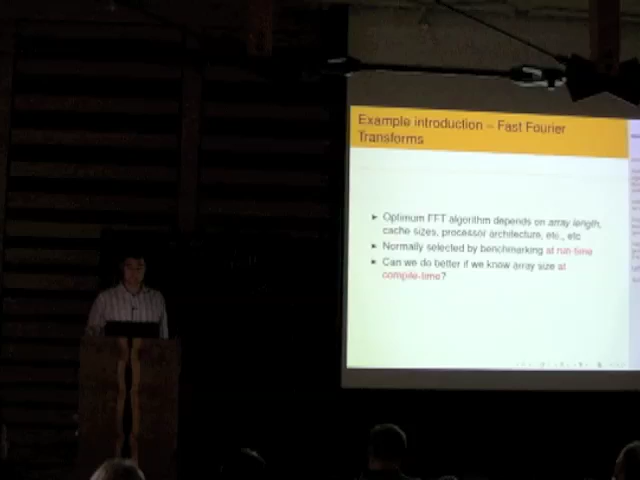 Example introduction – Fast Fourier
Transforms
Optimum FFT algorithm depends on array length,
cache sizes, processor architecture, etc., etc
Normally selected by benchmarking at run-time
Can we do better if we know array size at
compile-time?